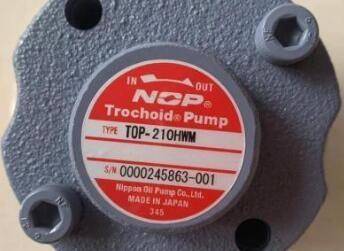 IN OUT
NOP®
Trochoid® Pump
TYPE TOP-210HWM
S/N 0000245863-001
Nippon Oil Pump Co., Ltd.
MADE IN JAPAN
345